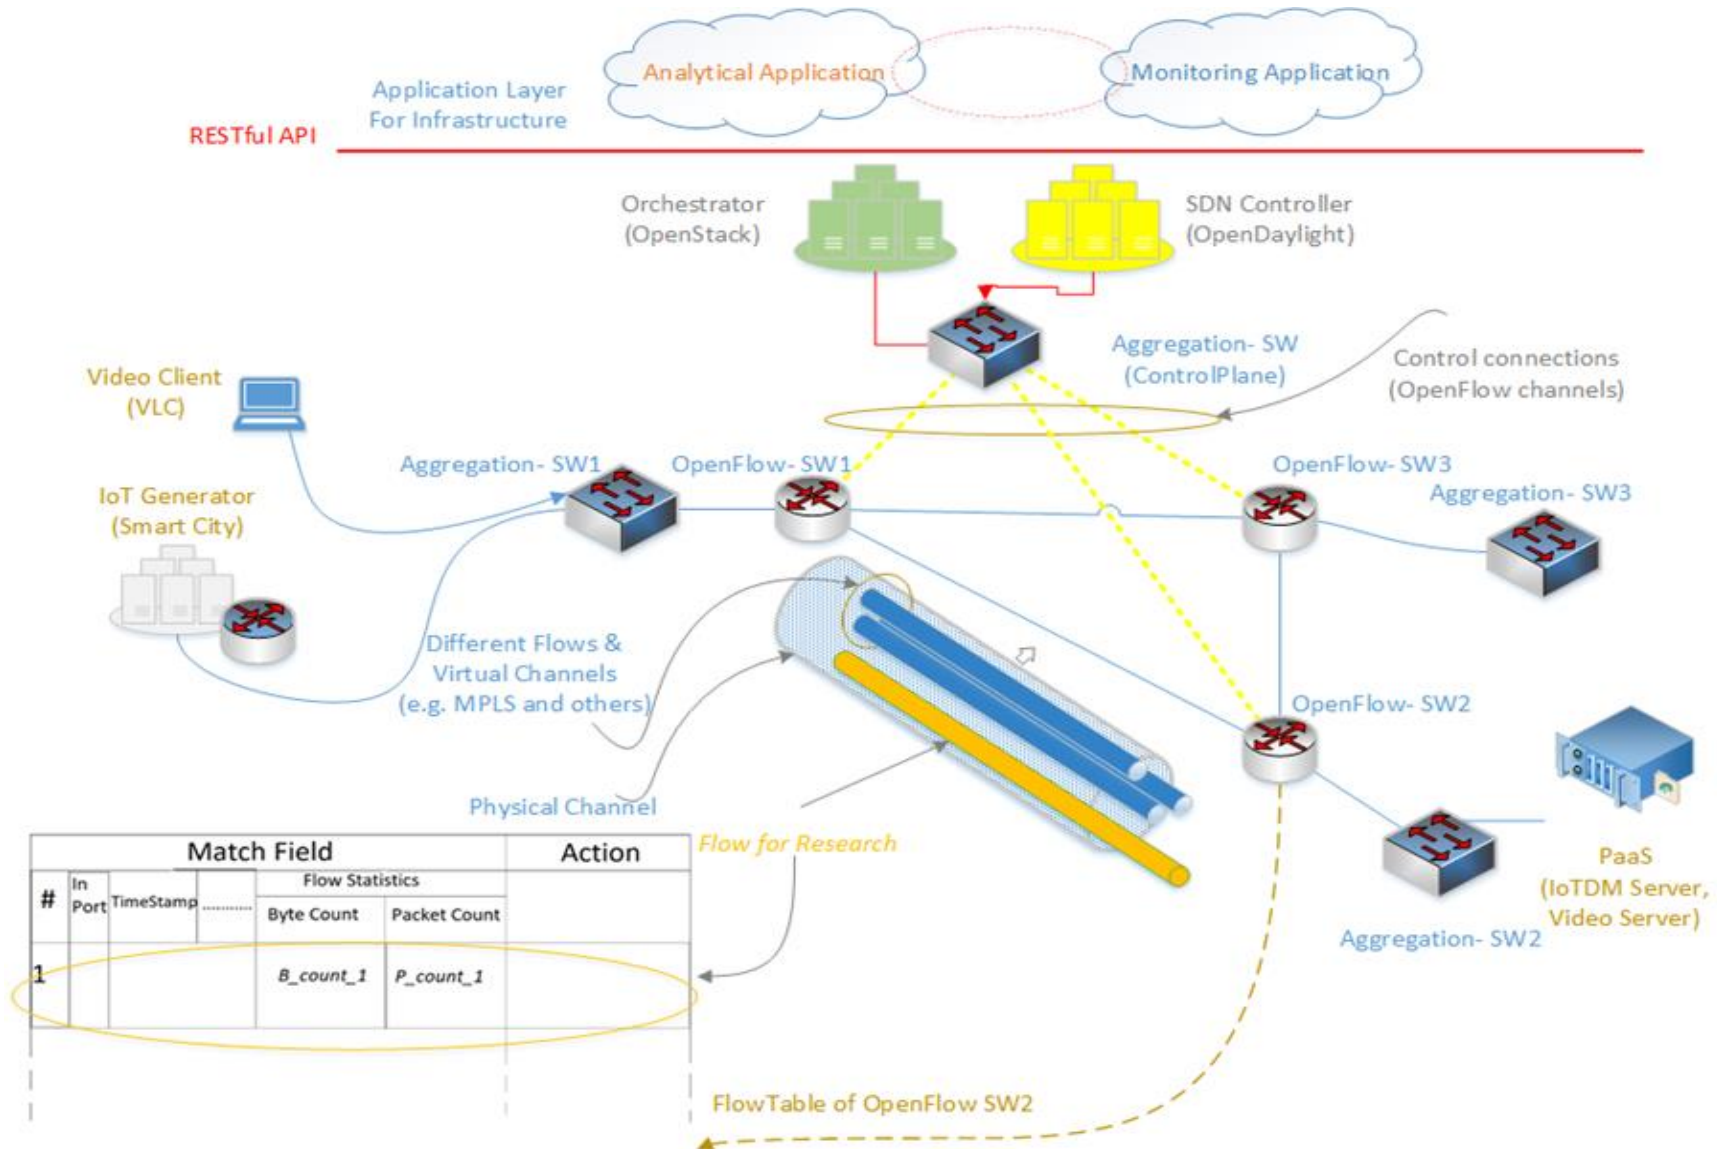 Analytical Application
Monitoring Application
Application Layer
For Infrastructure
RESTful API
Orchestrator
(OpenStack)
SDN Controller
(OpenDaylight)
Aggregation- SW
(ControlPlane)
Control connections
(OpenFlow channels)
Video Client
(VLC)
Aggregation- SW1
OpenFlow- SW1
OpenFlow- SW3
Aggregation- SW3
IoT Generator
(Smart City)
Different Flows &
Virtual Channels
(e.g. MPLS and others)
OpenFlow- SW2
Physical Channel
Flow for Research
PaaS
(IoTDM Server,
Video Server)
Aggregation- SW2
Match Field
Action
#
In
Port
TimeStamp
...........
Flow Statistics
Byte Count
Packet Count
1
B_count_1
P_count_1
FlowTable of OpenFlow SW2